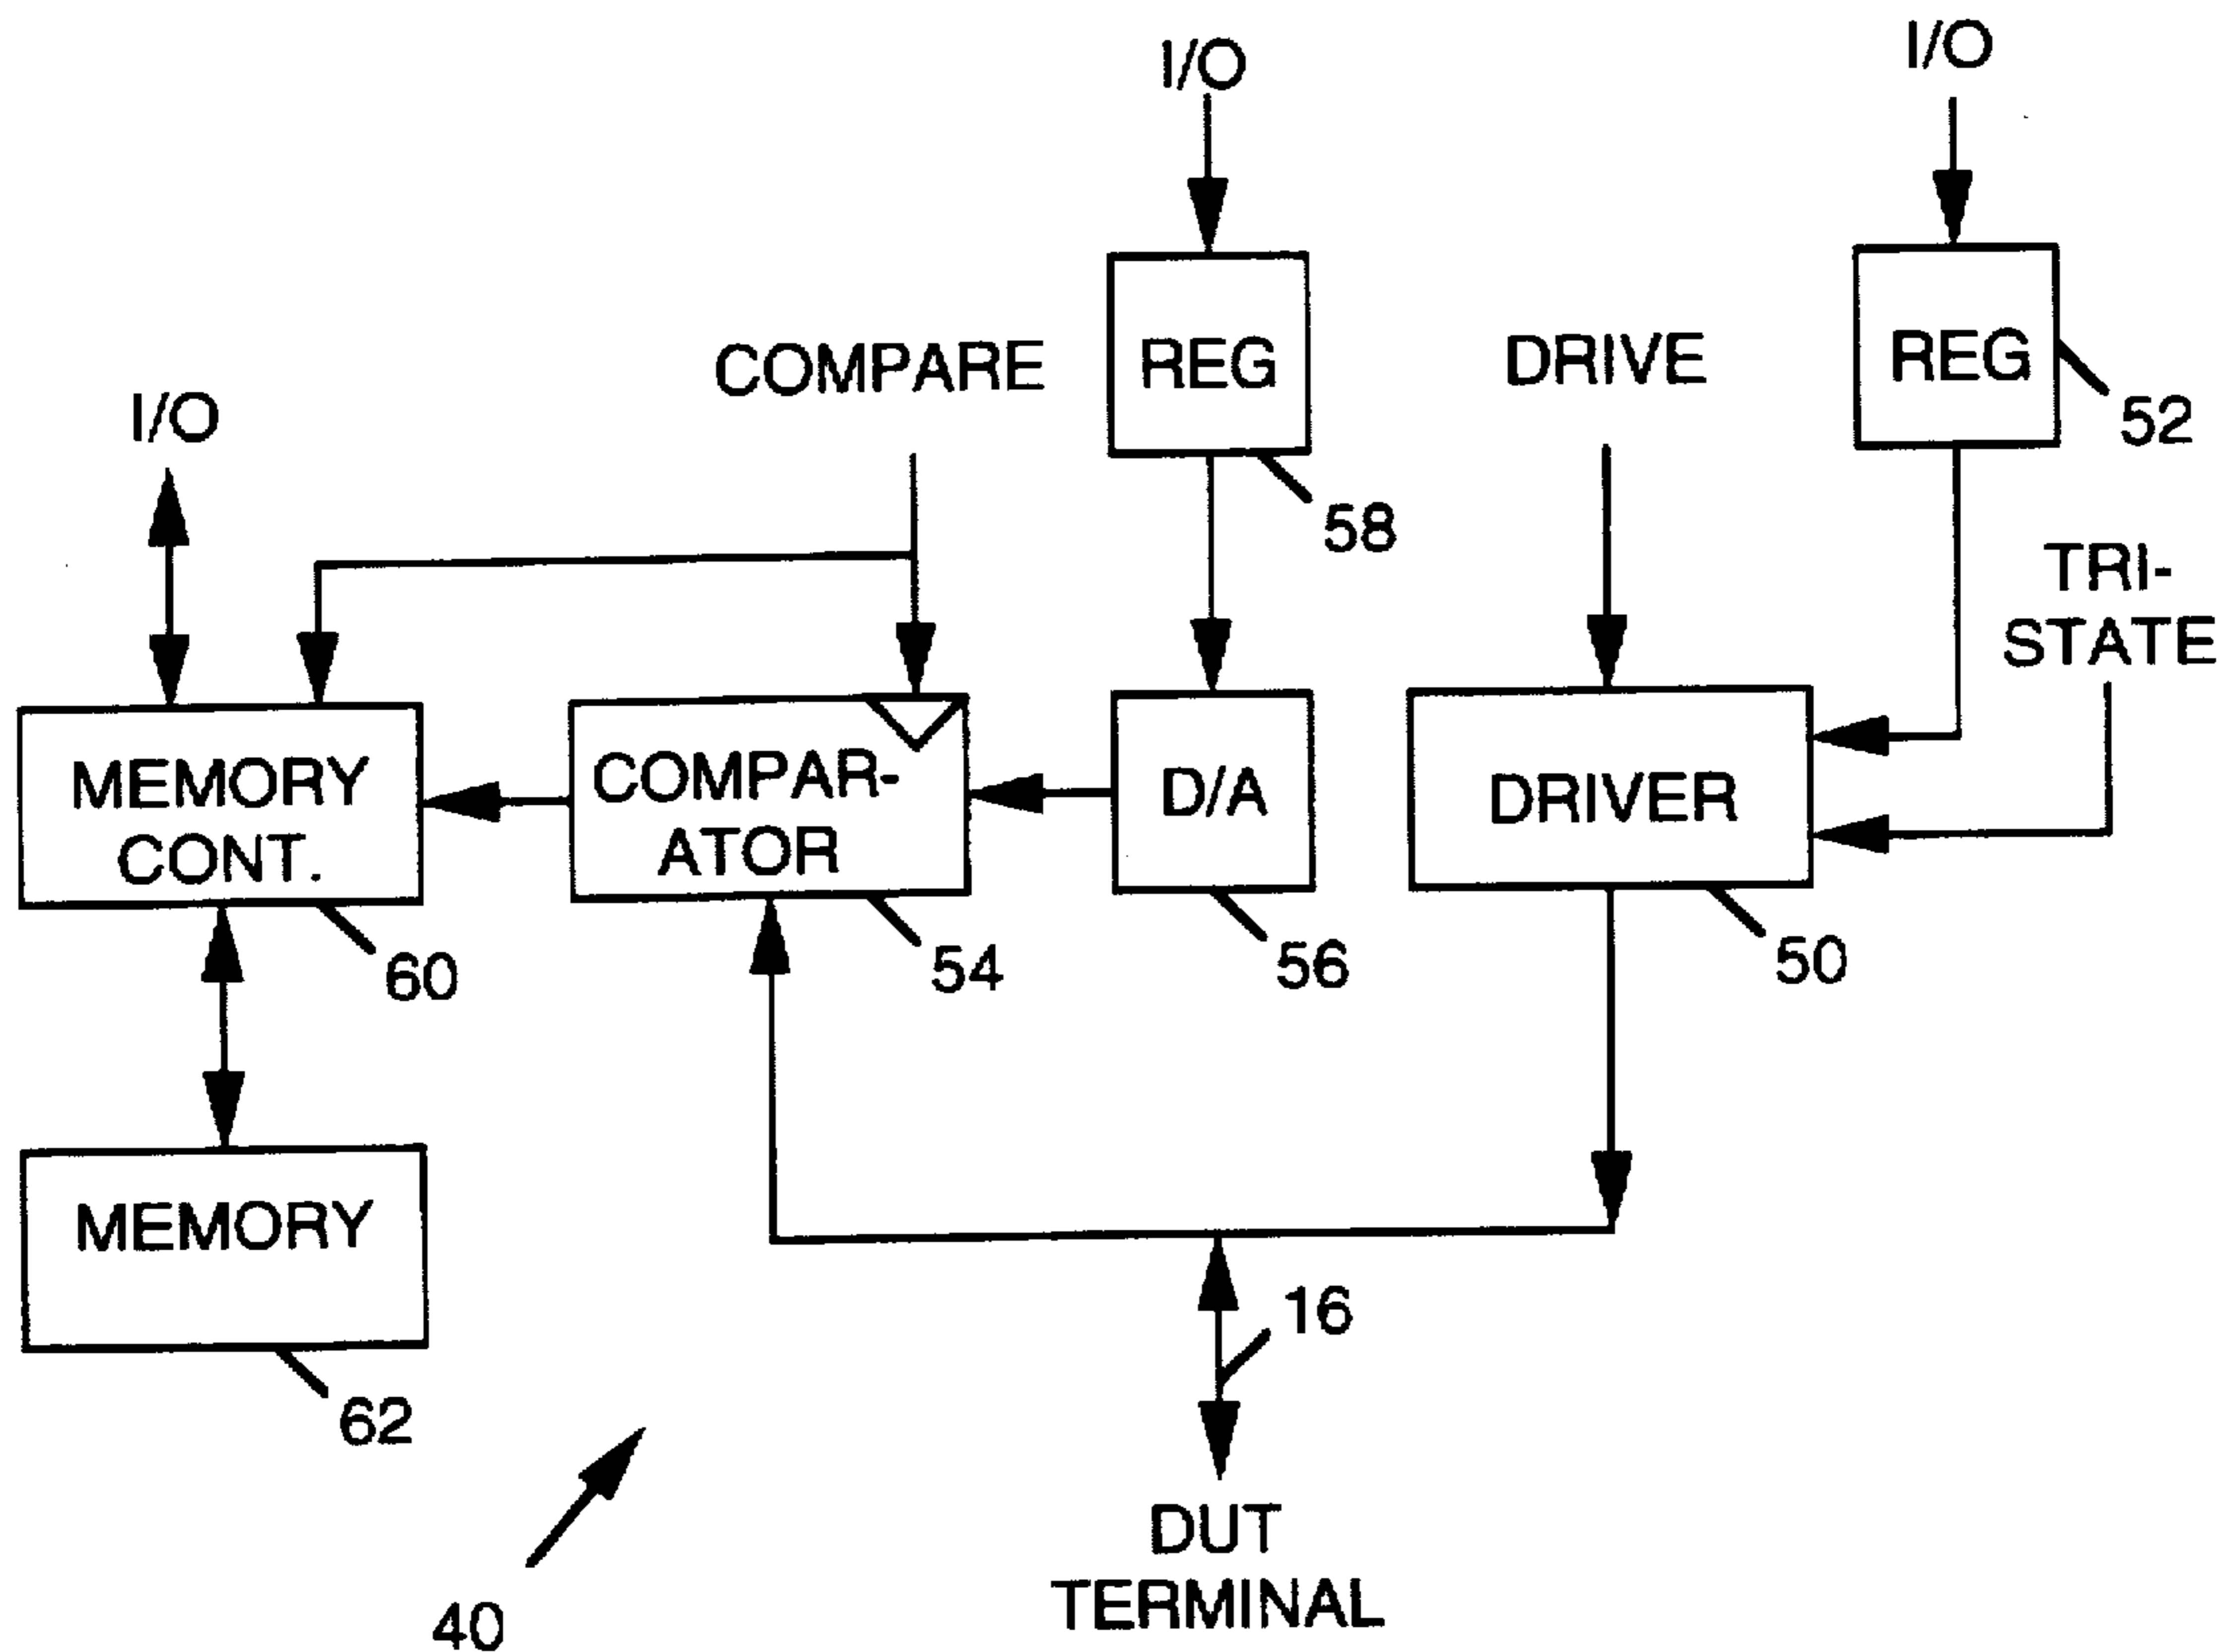 I/O
I/O
COMPARE
REG
DRIVE
REG
52
I/O
58
TRI-
STATE
MEMORY
CONT.
COMPAR-
ATOR
D/A
DRIVER
60
54
56
50
MEMORY
16
62
DUT
TERMINAL
40